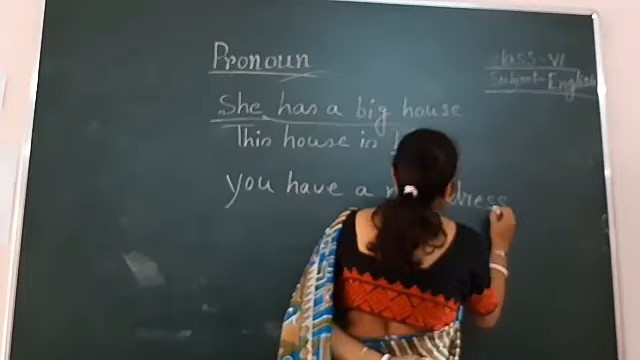 Pronoun
Class-VI
Subject-English
She has a big house
This house is
you have a dress